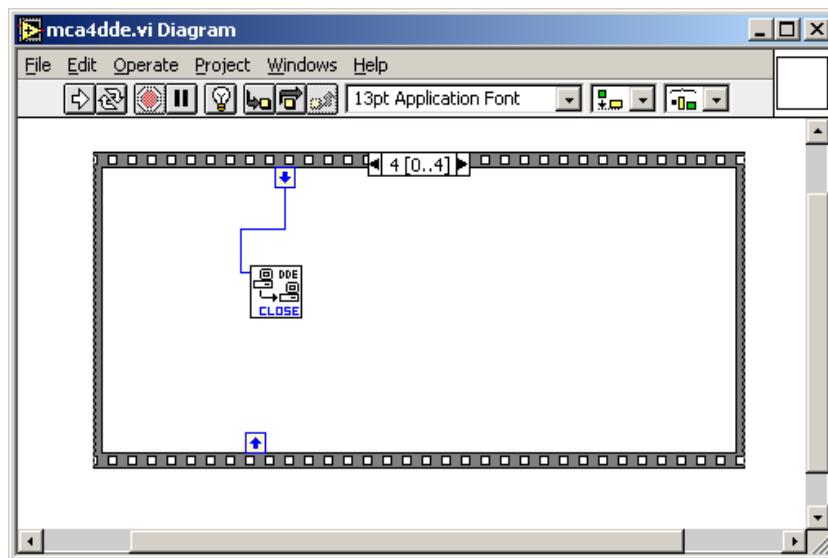 mca4dde.vi Diagram
File Edit Operate Project Windows Help
13pt Application Font
4 [0..4]
DDE
CLOSE